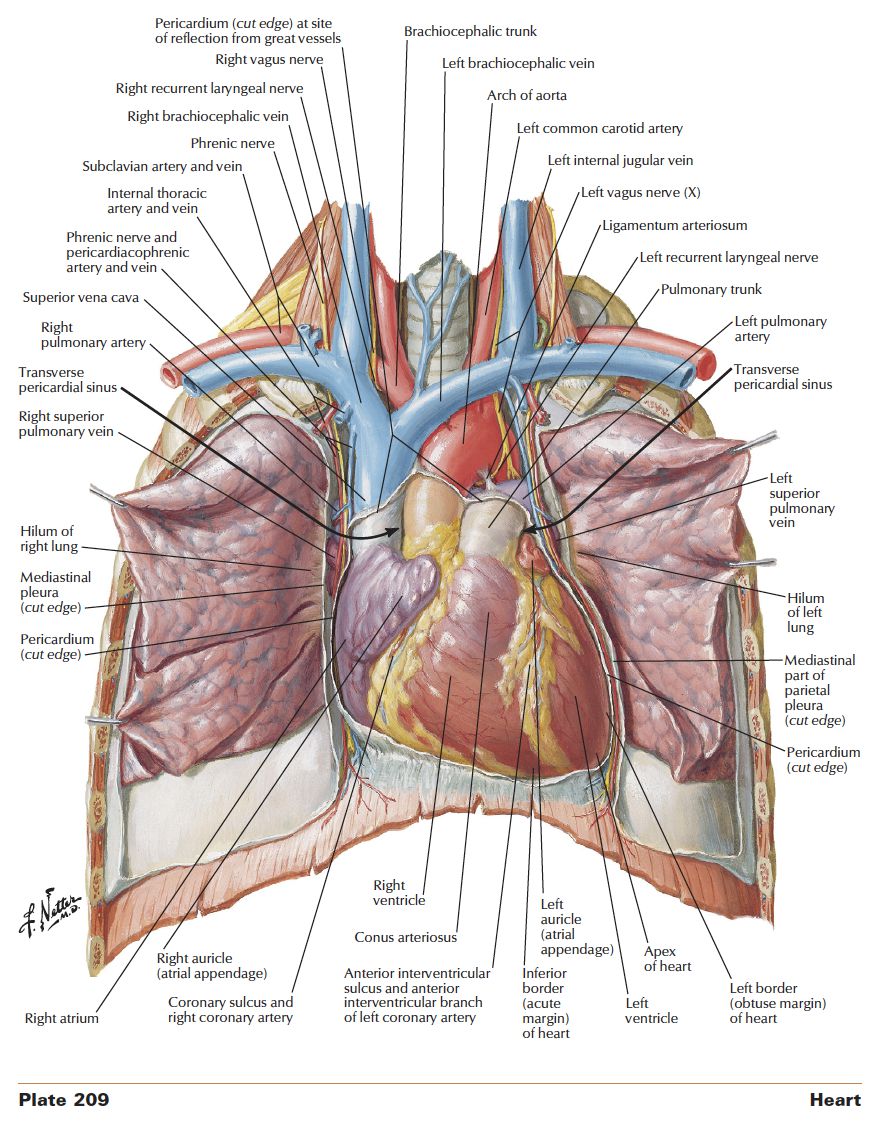 Pericardium (cut edge) at site
of reflection from great vessels
Right vagus nerve
Right recurrent laryngeal nerve
Right brachiocephalic vein
Phrenic nerve
Subclavian artery and vein
Internal thoracic
artery and vein
Phrenic nerve and
pericardiacophrenic
artery and vein
Superior vena cava
Right
pulmonary artery
Transverse
pericardial sinus
Right superior
pulmonary vein
Hilum of
right lung
Mediastinal
pleura
(cut edge)
Pericardium
(cut edge)
Brachiocephalic trunk
Left brachiocephalic vein
Arch of aorta
Left common carotid artery
Left internal jugular vein
Left vagus nerve (X)
Ligamentum arteriosum
Left recurrent laryngeal nerve
Pulmonary trunk
Left pulmonary
artery
Transverse
pericardial sinus
Left
superior
pulmonary
vein
Hilum
of left
lung
Mediastinal
part of
parietal
pleura
(cut edge)
Pericardium
(cut edge)
f. Netter
M.D.
Right atrium
Right auricle
(atrial appendage)
Coronary sulcus and
right coronary artery
Right
ventricle
Conus arteriosus
Anterior interventricular
sulcus and anterior
interventricular branch
of left coronary artery
Left
auricle
(atrial
appendage)
Inferior
border
(acute
margin)
of heart
Left
ventricle
Apex
of heart
Left border
(obtuse margin)
of heart
Plate 209
Heart